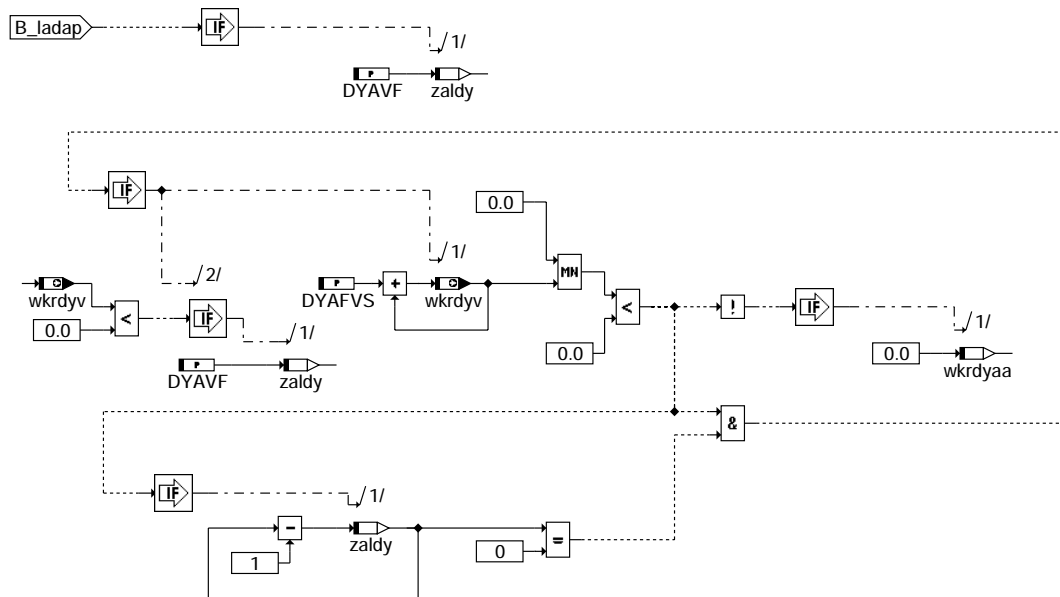 B_ladap
IF
/1/
P
DYAVF
zaldy
IF
0.0
/2/
/1/
P
DYAFVS
+
wkrdyv
MN
wkrdyv
0.0
<
IF
/1/
P
DYAVF
zaldy
<
0.0
!
IF
/1/
0.0
wkrdyaa
&
IF
/1/
-
1
zaldy
0
=